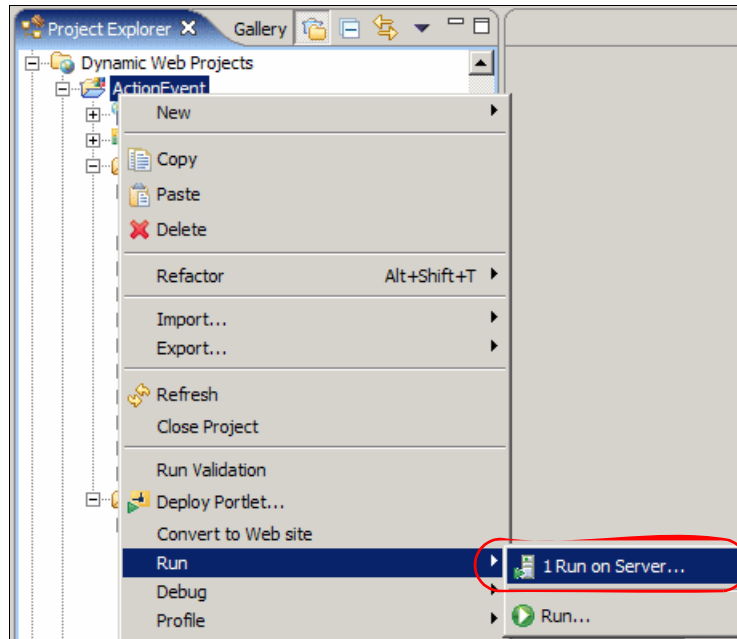 Project Explorer Gallery
Dynamic Web Projects
ActionEvent
New
Copy
Paste
Delete
Refactor Alt+Shift+T
Import...
Export...
Refresh
Close Project
Run Validation
Deploy Portlet...
Convert to Web site
Run
1 Run on Server...
Debug
Run...
Profile